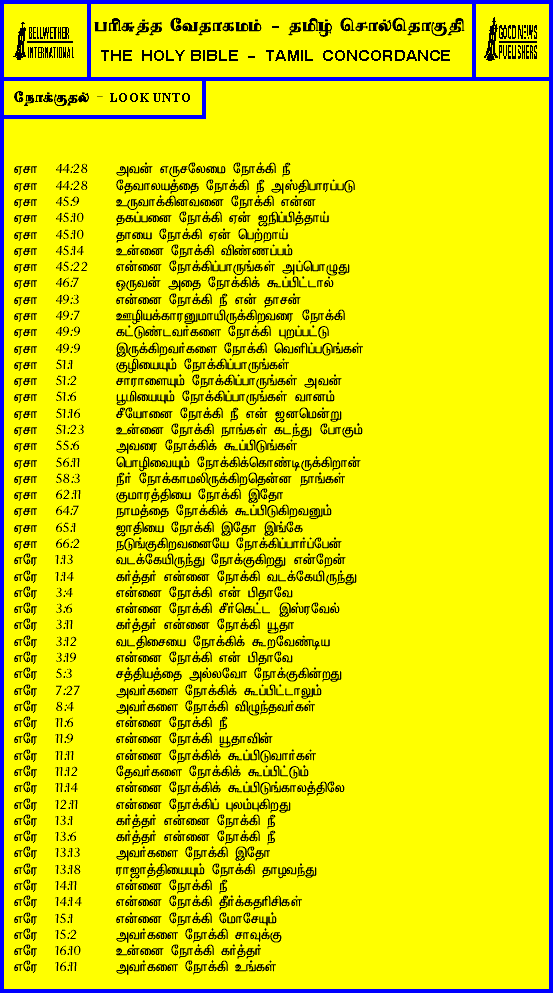 BELLWETHER
INTERNATIONAL
பரிசுத்த வேதாகமம் - தமிழ் சொல்தொகுதி
THE HOLY BIBLE - TAMIL CONCORDANCE
GOOD NEWS
PUBLISHERS
நோக்குதல் - LOOK UNTO
ஏசா 44:28 அவன் எருசலேமை நோக்கி நீ
ஏசா 44:28 தேவாலயத்தை நோக்கி நீ அஸ்திபாரப்படு
ஏசா 45:9 உருவாக்கினவனை நோக்கி என்ன
ஏசா 45:10 தகப்பனை நோக்கி ஏன் ஜநிப்பித்தாய்
ஏசா 45:10 தாயை நோக்கி ஏன் பெற்றாய்
ஏசா 45:14 உன்னை நோக்கி விண்ணப்பம்
ஏசா 45:22 என்னை நோக்கிப்பாருங்கள் அப்பொழுது
ஏசா 46:7 ஒருவன் அதை நோக்கிக் கூப்பிட்டால்
ஏசா 49:3 என்னை நோக்கி நீ என் தாசன்
ஏசா 49:7 ஊழியக்காரனுமாயிருக்கிறவரை நோக்கி
ஏசா 49:9 கட்டுண்டவர்களை நோக்கி புறப்பட்டு
ஏசா 49:9 இருக்கிறவர்களை நோக்கி வெளிப்படுங்கள்
ஏசா 51:1 குழியையும் நோக்கிப்பாருங்கள்
ஏசா 51:2 சாராளையும் நோக்கிப்பாருங்கள் அவன்
ஏசா 51:6 பூமியையும் நோக்கிப்பாருங்கள் வானம்
ஏசா 51:16 சீயோனை நோக்கி நீ என் ஜனமென்று
ஏசா 51:23 உன்னை நோக்கி நாங்கள் கடந்து போகும்
ஏசா 55:6 அவரை நோக்கிக் கூப்பிடுங்கள்
ஏசா 56:11 பொழிவையும் நோக்கிக்கொண்டிருக்கிறான்
ஏசா 58:3 நீர் நோக்காமலிருக்கிறதென்ன நாங்கள்
ஏசா 62:11 குமாரத்தியை நோக்கி இதோ
ஏசா 64:7 நாமத்தை நோக்கிக் கூப்பிடுகிறவனும்
ஏசா 65:1 ஜாதியை நோக்கி இதோ இங்கே
ஏசா 66:2 நடுங்குகிறவனையே நோக்கிப்பார்ப்பேன்
எரே 1:13 வடக்கேயிருந்து நோக்குகிறது என்றேன்
எரே 1:14 கர்த்தர் என்னை நோக்கி வடக்கேயிருந்து
எரே 3:4 என்னை நோக்கி என் பிதாவே
எரே 3:6 என்னை நோக்கி சீர்கெட்ட இஸ்ரவேல்
எரே 3:11 கர்த்தர் என்னை நோக்கி யூதா
எரே 3:12 வடதிசையை நோக்கிக் கூறவேண்டிய
எரே 3:19 என்னை நோக்கி என் பிதாவே
எரே 5:3 சத்தியத்தை அல்லவோ நோக்குகின்றது
எரே 7:27 அவர்களை நோக்கிக் கூப்பிட்டாலும்
எரே 8:4 அவர்களை நோக்கி விழுந்தவர்கள்
எரே 11:6 என்னை நோக்கி நீ
எரே 11:9 என்னை நோக்கி யூதாவின்
எரே 11:11 என்னை நோக்கிக் கூப்பிடுவார்கள்
எரே 11:12 தேவர்களை நோக்கிக் கூப்பிட்டும்
எரே 11:14 என்னை நோக்கிக் கூப்பிடுங்காலத்திலே
எரே 12:11 என்னை நோக்கிப் புலம்புகிறது
எரே 13:1 கர்த்தர் என்னை நோக்கி நீ
எரே 13:6 கர்த்தர் என்னை நோக்கி நீ
எரே 13:13 அவர்களை நோக்கி இதோ
எரே 13:18 ராஜாத்தியையும் நோக்கி தாழவந்து
எரே 14:11 என்னை நோக்கி நீ
எரே 14:14 என்னை நோக்கி தீர்க்கதரிசிகள்
எரே 15:1 என்னை நோக்கி மோசேயும்
எரே 15:2 அவர்களை நோக்கி சாவுக்கு
எரே 16:10 உன்னை நோக்கி கர்த்தர்
எரே 16:11 அவர்களை நோக்கி உங்கள்